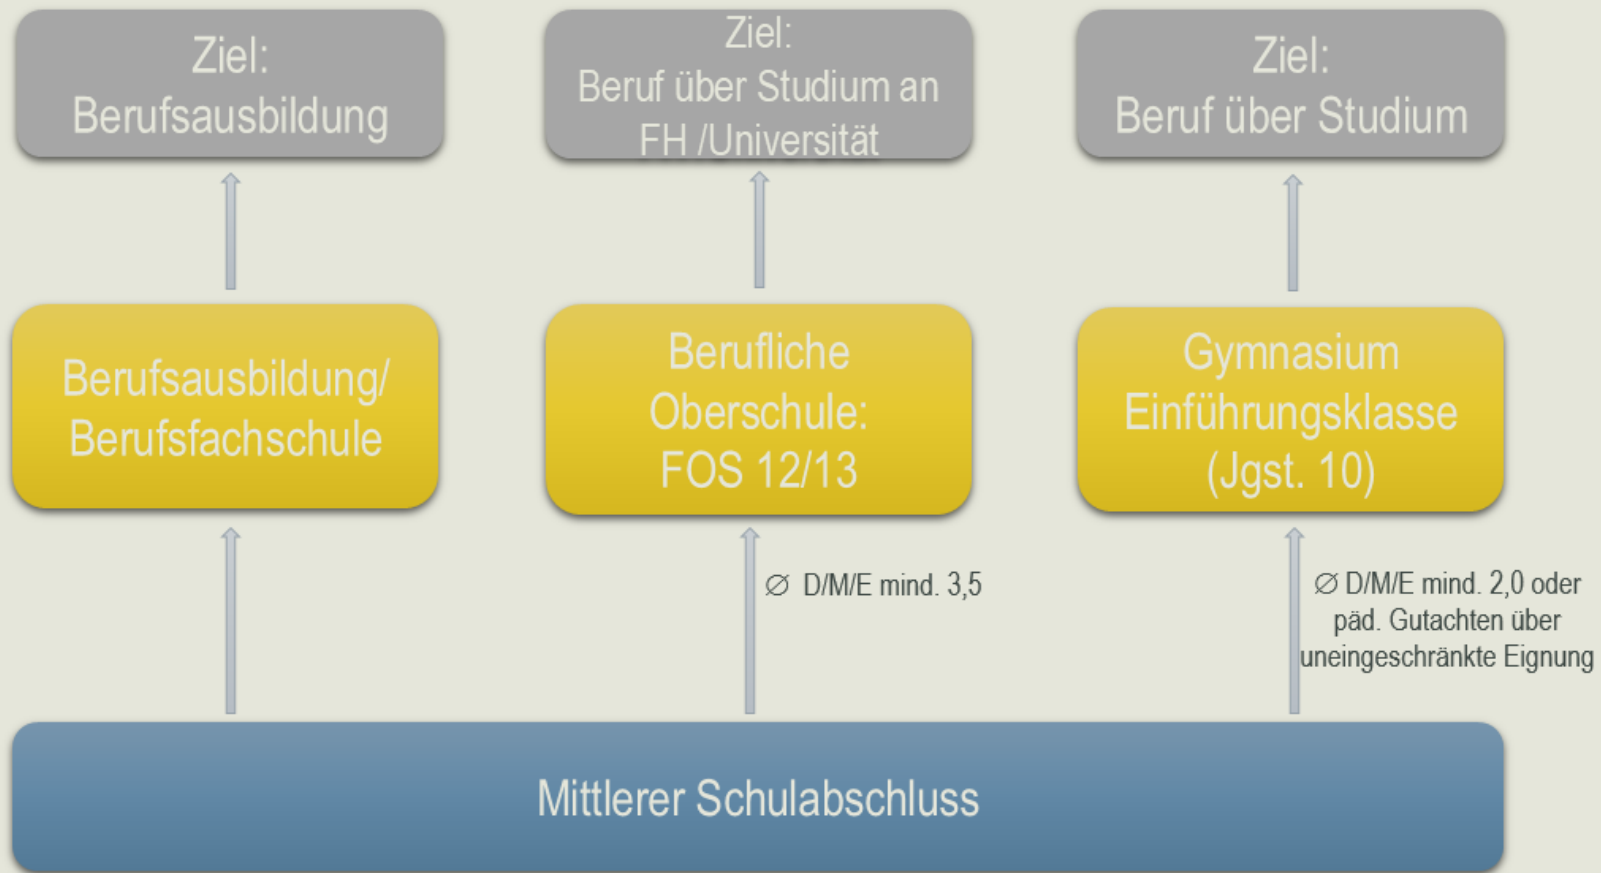 Ziel:
Berufsausbildung
Ziel:
Beruf über Studium an
FH /Universität
Ziel:
Beruf über Studium
Berufsausbildung/
Berufsfachschule
Berufliche
Oberschule:
FOS 12/13
Gymnasium
Einführungsklasse
(Jgst. 10)
∅ D/M/E mind. 3,5
∅ D/M/E mind. 2,0 oder
päd. Gutachten über
uneingeschränkte Eignung
Mittlerer Schulabschluss